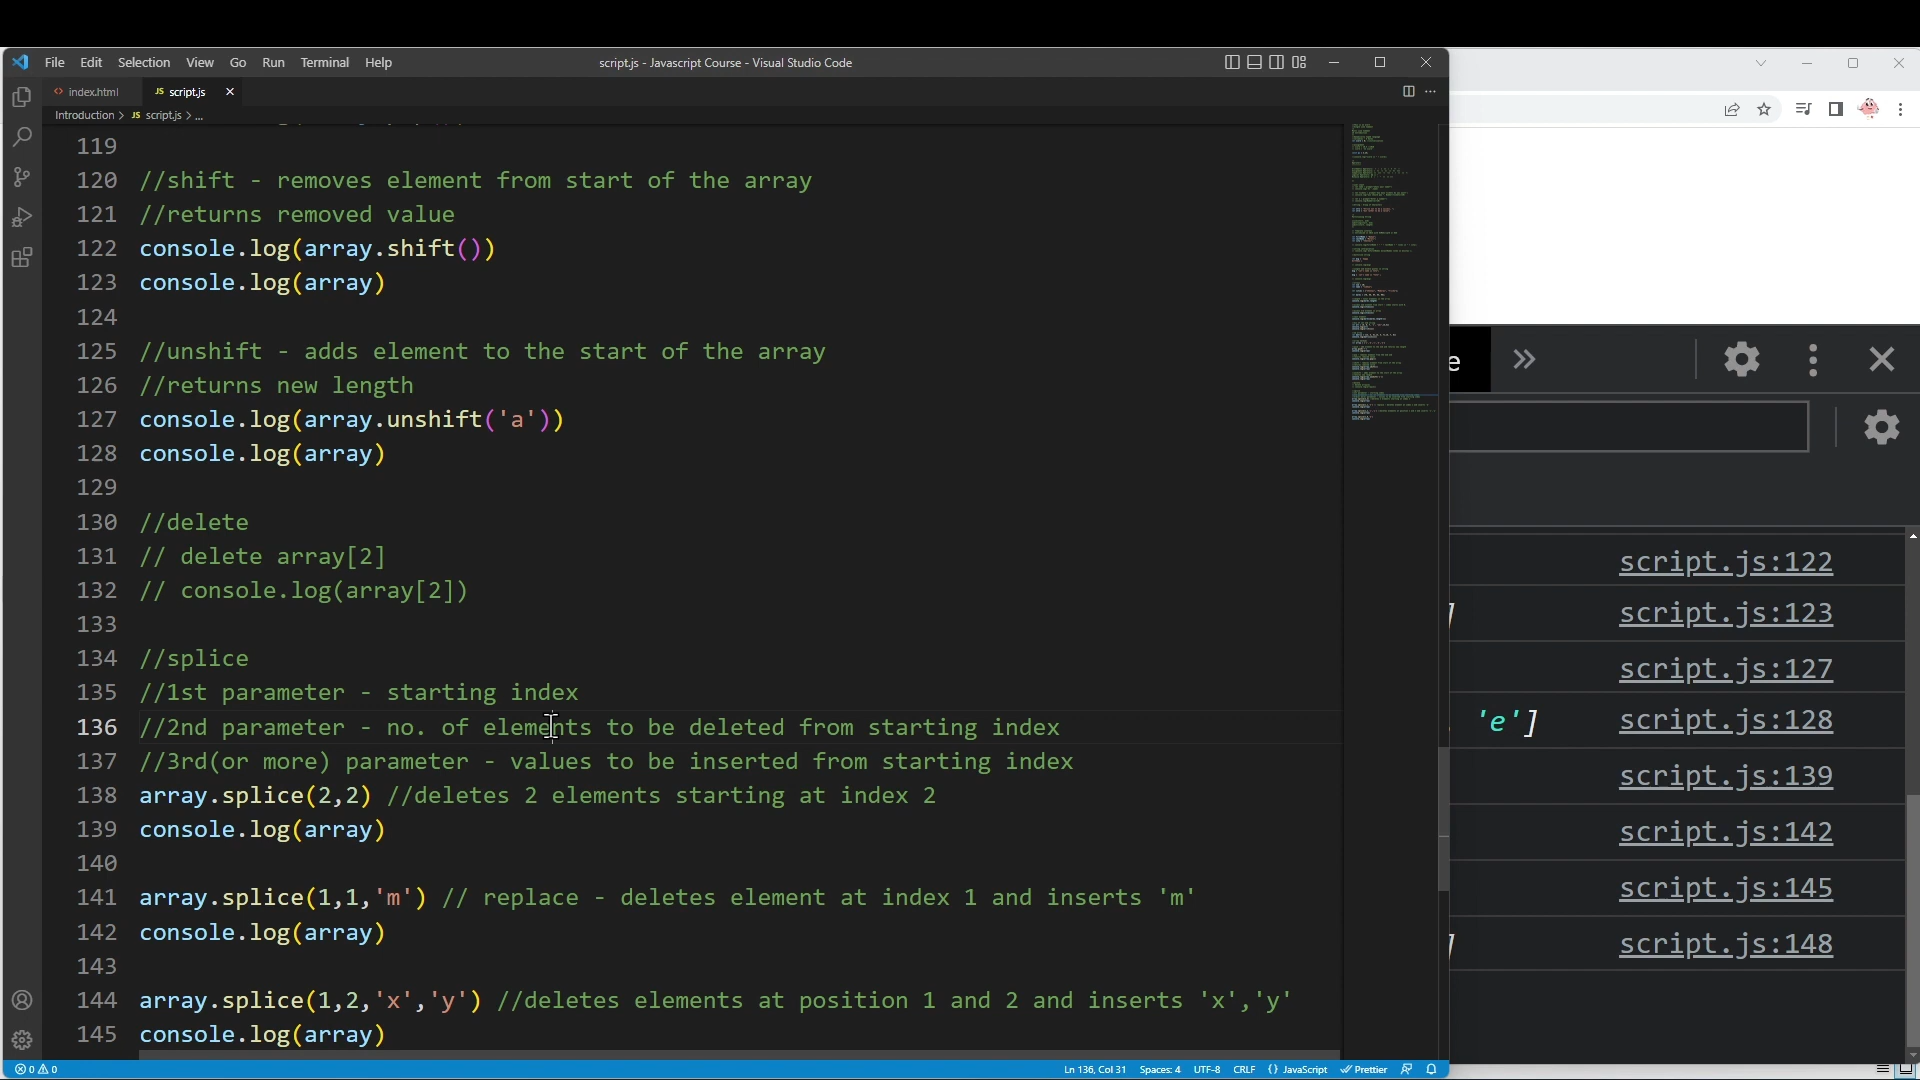 File Edit Selection View Go Run Terminal Help
script.js - Javascript Course - Visual Studio Code
index.html
JS script.js
Introduction > JS script.js > ...
119
120 //shift - removes element from start of the array
121 //returns removed value
122 console.log(array.shift())
123 console.log(array)
124
125 //unshift - adds element to the start of the array
126 //returns new length
127 console.log(array.unshift('a'))
128 console.log(array)
129
130 //delete
131 // delete array[2]
132 // console.log(array[2])
133
134 //splice
135 //1st parameter - starting index
136 //2nd parameter - no. of elements to be deleted from starting index
137 //3rd(or more) parameter - values to be inserted from starting index
138 array.splice(2,2) //deletes 2 elements starting at index 2
139 console.log(array)
140
141 array.splice(1,1,'m') // replace - deletes element at index 1 and inserts 'm'
142 console.log(array)
143
144 array.splice(1,2,'x','y') //deletes elements at position 1 and 2 and inserts 'x','y'
145 console.log(array)
0 0
Ln 136, Col 31 Spaces: 4 UTF-8 CRLF {} JavaScript Prettier
e
script.js:122
] script.js:123
script.js:127
'e'] script.js:128
script.js:139
script.js:142
script.js:145
] script.js:148